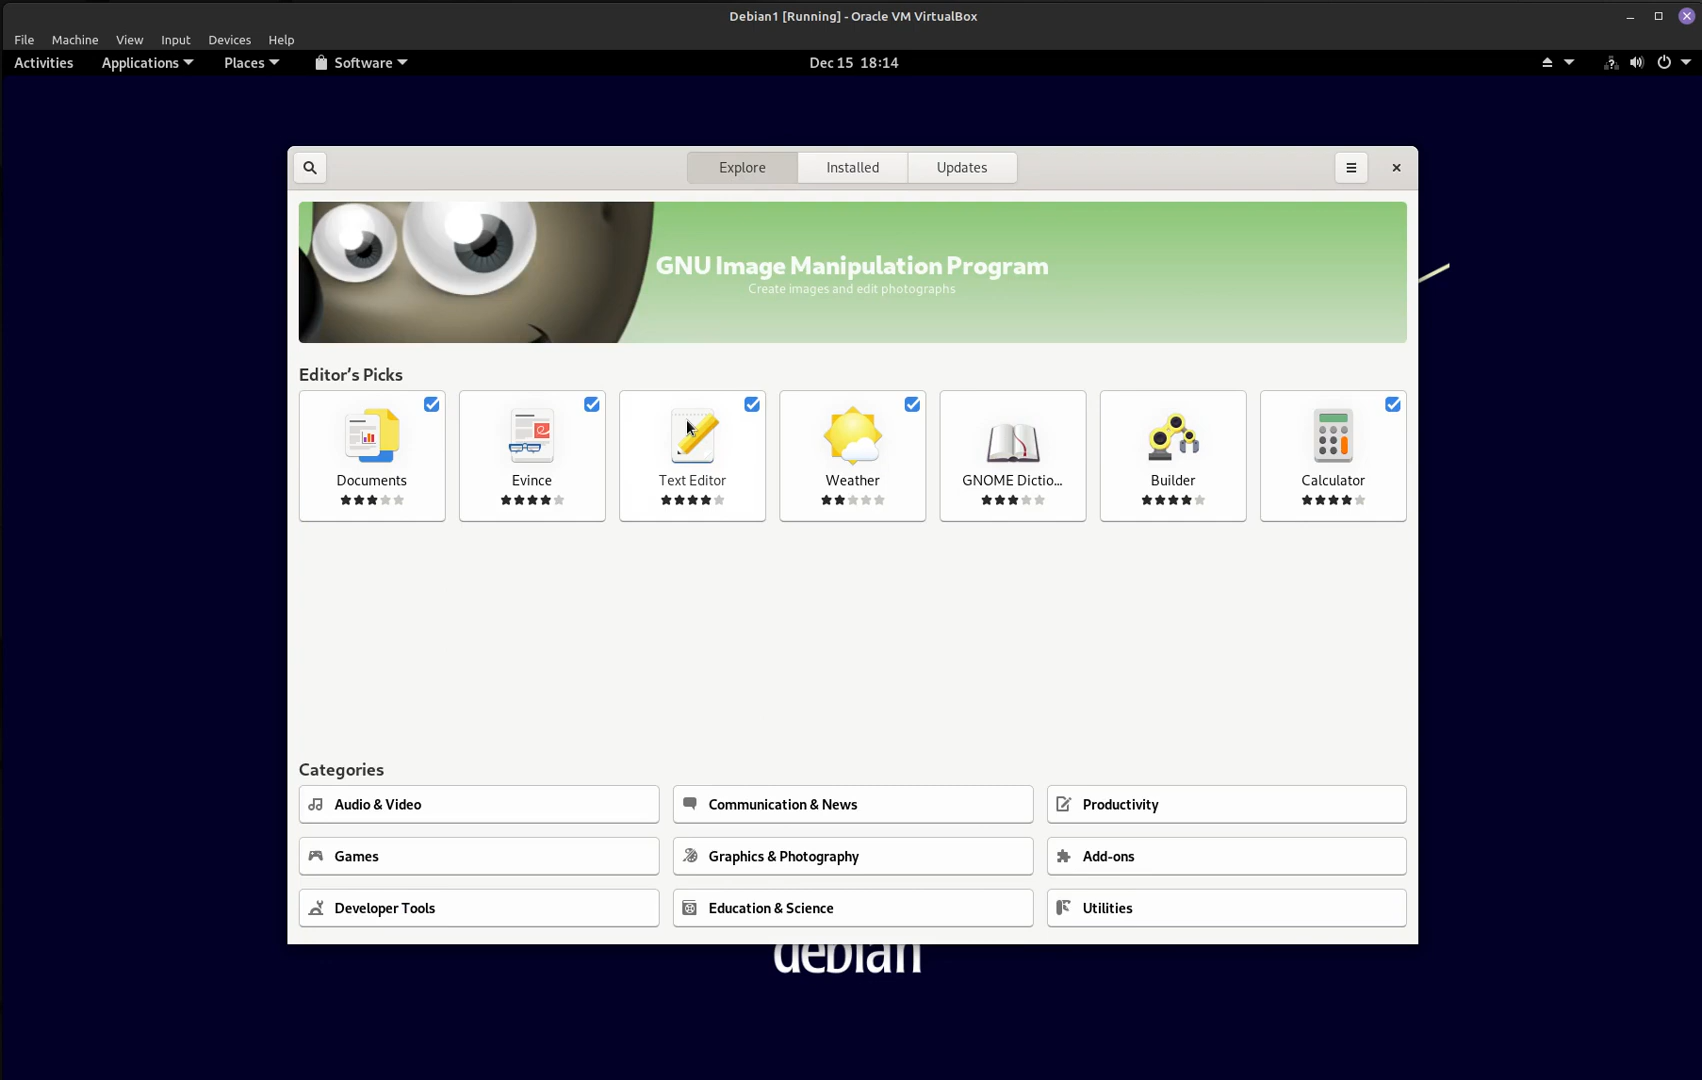 Debian1 [Running] - Oracle VM VirtualBox
File Machine View Input Devices Help
Activities Applications Places Software Dec 15 18:14
Explore Installed Updates
GNU Image Manipulation Program
Create images and edit photographs
Editor's Picks
Documents Evince Text Editor Weather GNOME Dictio... Builder Calculator
Categories
Audio & Video Communication & News Productivity
Games Graphics & Photography Add-ons
Developer Tools Education & Science Utilities
debian